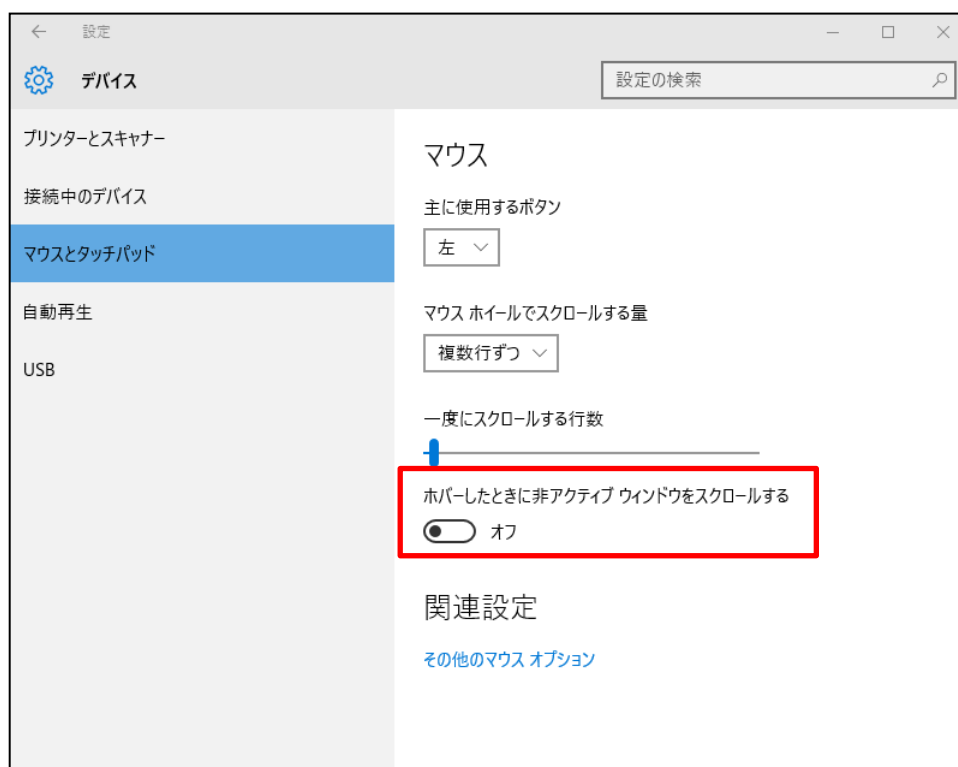 設定
デバイス
設定の検索
プリンターとスキャナー
接続中のデバイス
マウスとタッチパッド
自動再生
USB
マウス
主に使用するボタン
左
マウス ホイールでスクロールする量
複数行ずつ
一度にスクロールする行数
ホバーしたときに非アクティブ ウィンドウをスクロールする
オフ
関連設定
その他のマウス オプション